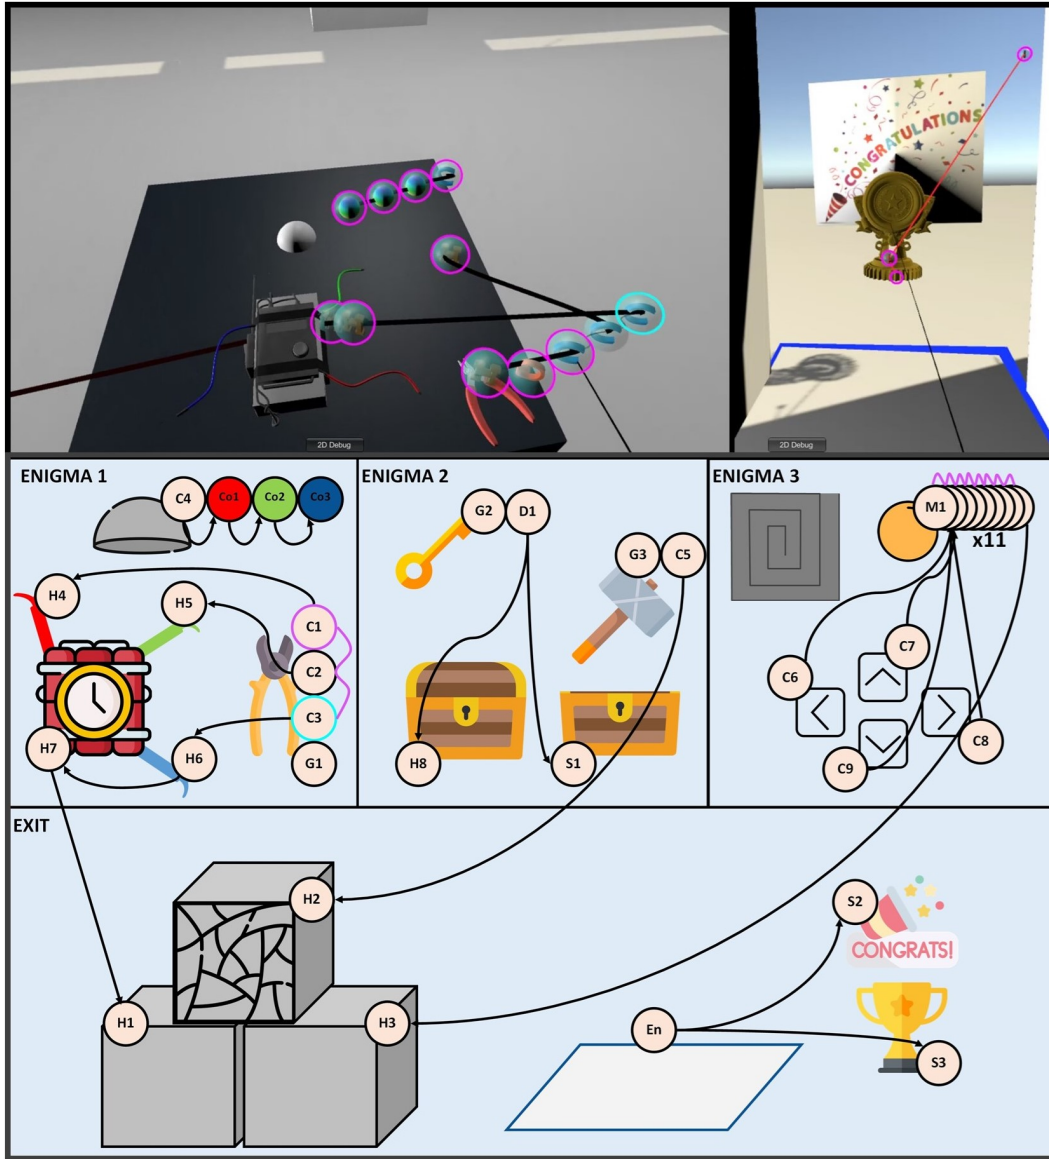 CONGRATULATIONS
2D Debug
2D Debug
ENIGMA 1
C4
Co1
Co2
Co3
H4
H5
C1
C2
C3
G1
H7
H6
ENIGMA 2
G2
D1
G3
C5
H8
S1
ENIGMA 3
M1
x11
C7
C6
C8
C9
EXIT
H2
H1
H3
S2
CONGRATS!
En
S3